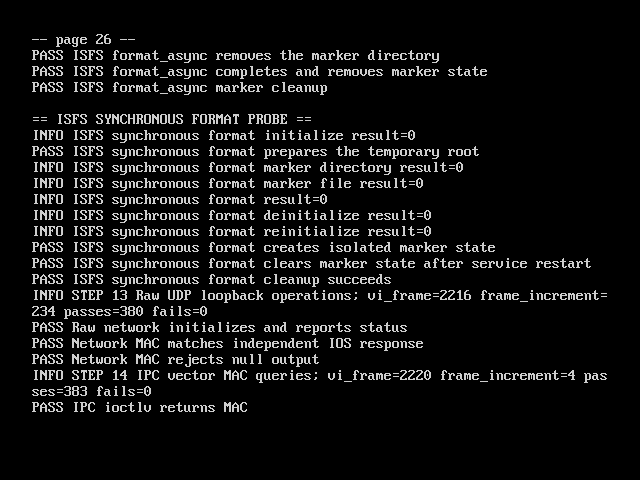 -- page 26 --
PASS ISFS format_async removes the marker directory
PASS ISFS format_async completes and removes marker state
PASS ISFS format_async marker cleanup

== ISFS SYNCHRONOUS FORMAT PROBE ==
INFO ISFS synchronous format initialize result=0
PASS ISFS synchronous format prepares the temporary root
INFO ISFS synchronous format marker directory result=0
INFO ISFS synchronous format marker file result=0
INFO ISFS synchronous format result=0
INFO ISFS synchronous format deinitialize result=0
INFO ISFS synchronous format reinitialize result=0
PASS ISFS synchronous format creates isolated marker state
PASS ISFS synchronous format clears marker state after service restart
PASS ISFS synchronous format cleanup succeeds
INFO STEP 13 Raw UDP loopback operations; vi_frame=2216 frame_increment=
234 passes=380 fails=0
PASS Raw network initializes and reports status
PASS Network MAC matches independent IOS response
PASS Network MAC rejects null output
INFO STEP 14 IPC vector MAC queries; vi_frame=2220 frame_increment=4 pas
ses=383 fails=0
PASS IPC ioctlv returns MAC